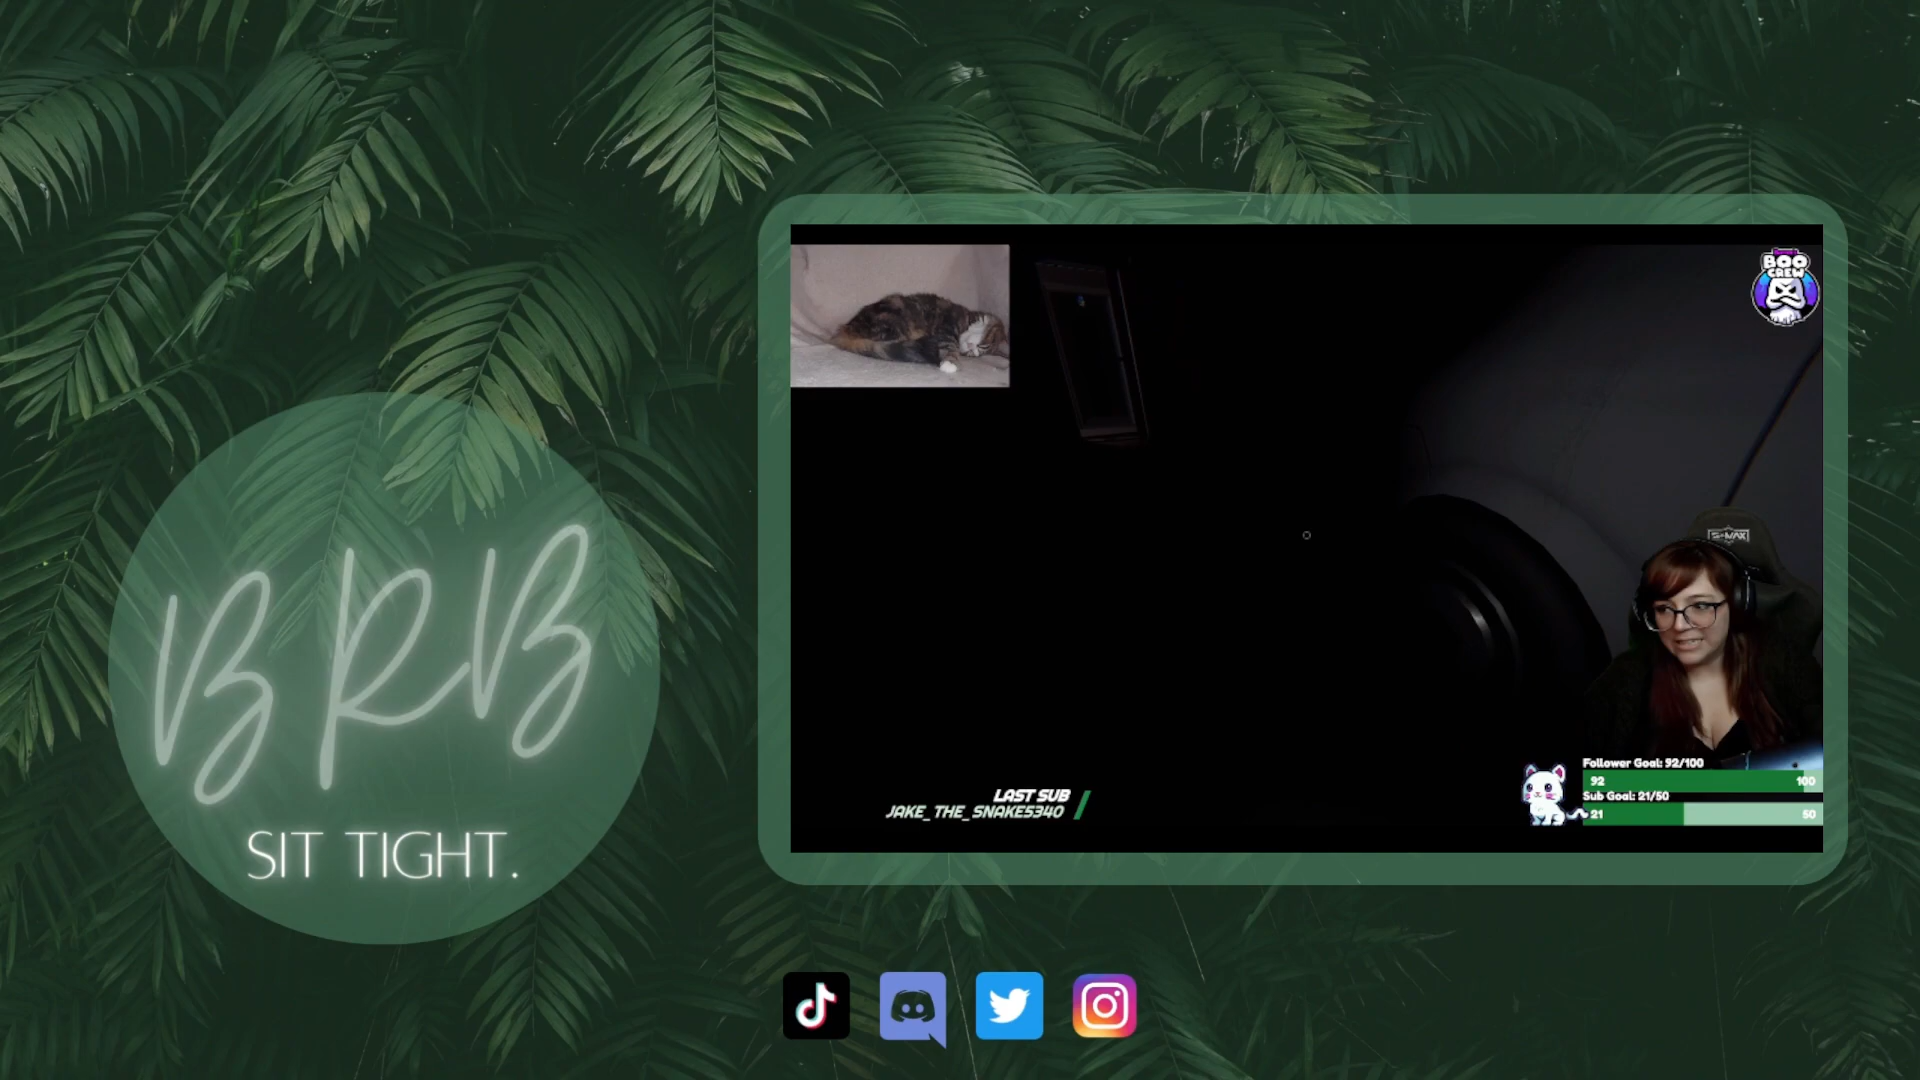 BRB
SIT TIGHT.
BOO
CREW
LAST SUB
JAKE_THE_SNAKE5340
Follower Goal: 92/100
92 100
Sub Goal: 21/50
21 50